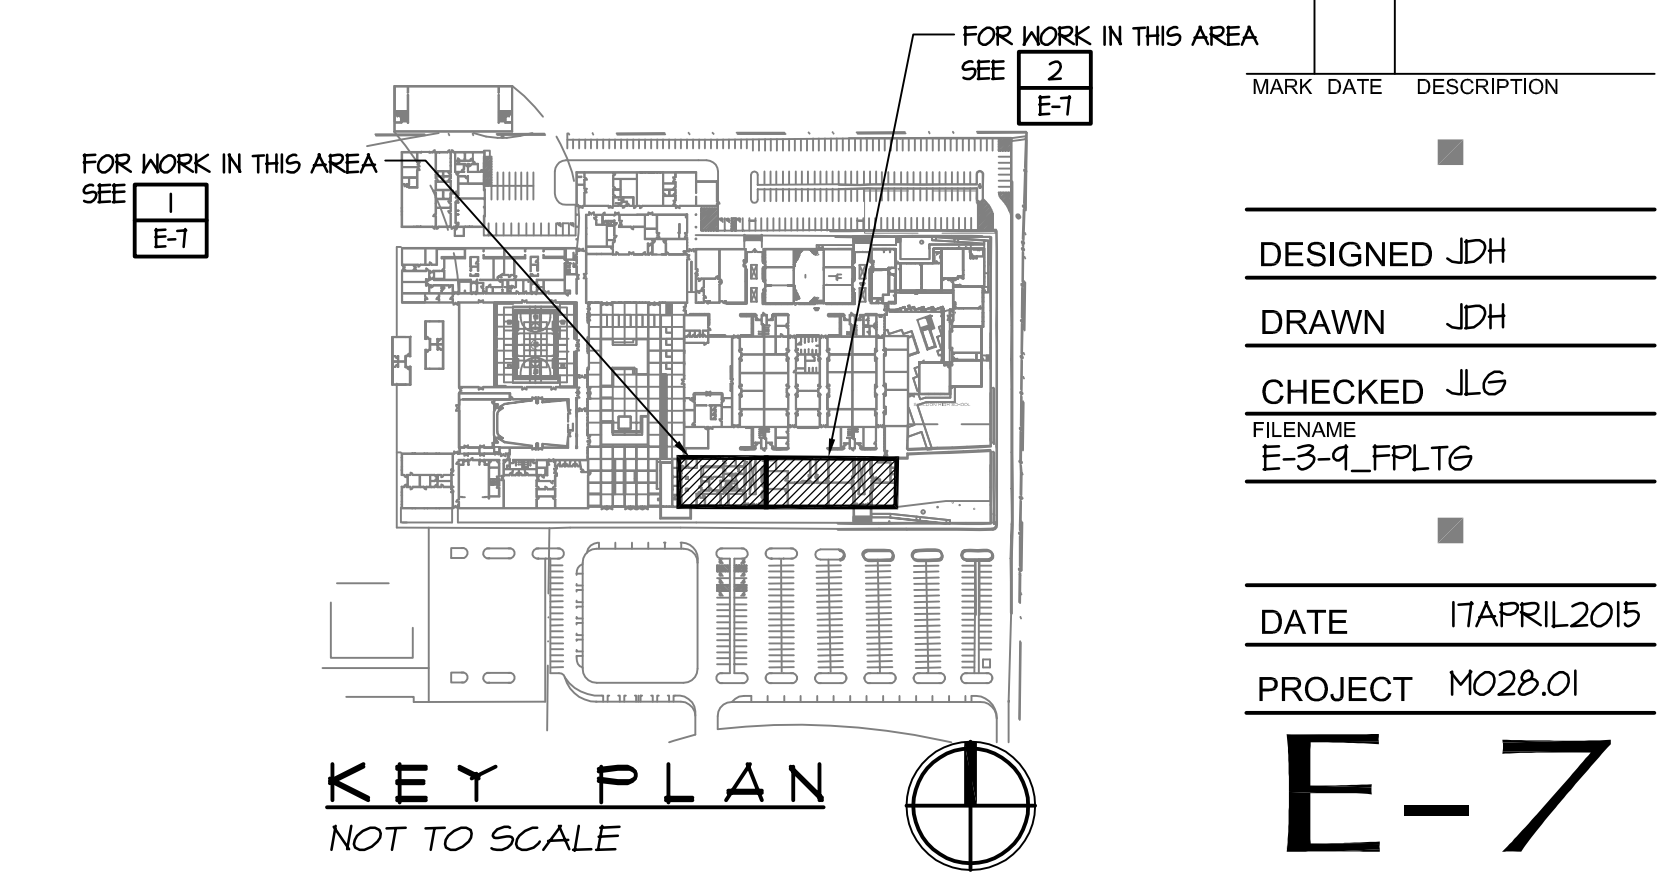 FOR WORK IN THIS AREA
SEE
2
E-7
FOR WORK IN THIS AREA
SEE
1
E-7
KEY PLAN
NOT TO SCALE
MARK DATE DESCRIPTION
DESIGNED JDH
DRAWN JDH
CHECKED JLG
FILENAME
E-3-9_FPLTG
DATE 17APRIL2015
PROJECT M028.01
E-7